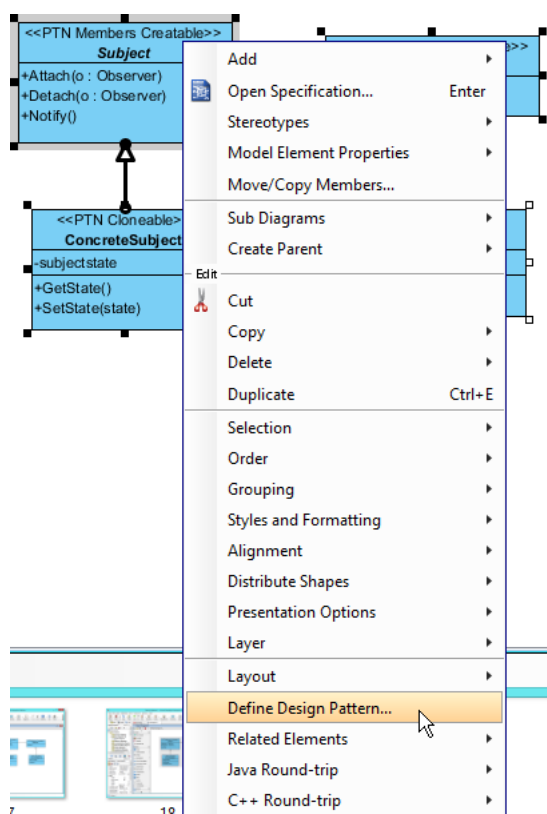 <<PTN Members Creatable>>
Subject
+Attach(o : Observer)
+Detach(o : Observer)
+Notify()
>>
<<PTN Cloneable>
ConcreteSubject
-subjectstate
+GetState()
+SetState(state)
Add
Open Specification... Enter
Stereotypes
Model Element Properties
Move/Copy Members...
Sub Diagrams
Create Parent
Edit
Cut
Copy
Delete
Duplicate Ctrl+E
Selection
Order
Grouping
Styles and Formatting
Alignment
Distribute Shapes
Presentation Options
Layer
Layout
Define Design Pattern...
Related Elements
Java Round-trip
C++ Round-trip
18